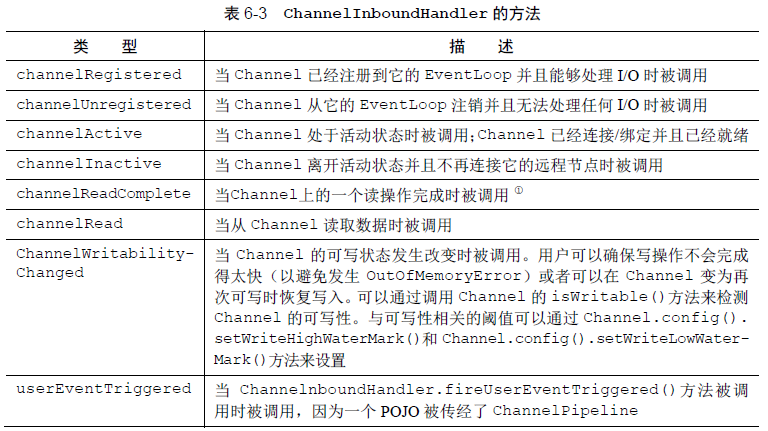 表 6-3 ChannelInboundHandler 的方法
类 型 描 述
channelRegistered 当 Channel 已经注册到它的 EventLoop 并且能够处理 I/O 时被调用
channelUnregistered 当 Channel 从它的 EventLoop 注销并且无法处理任何 I/O 时被调用
channelActive 当 Channel 处于活动状态时被调用；Channel 已经连接/绑定并且已经就绪
channelInactive 当 Channel 离开活动状态并且不再连接它的远程节点时被调用
channelReadComplete 当Channel上的一个读操作完成时被调用 ①
channelRead 当从 Channel 读取数据时被调用
ChannelWritability- 当 Channel 的可写状态发生改变时被调用。用户可以确保写操作不会完成
Changed 得太快（以避免发生 OutOfMemoryError）或者可以在 Channel 变为再
次可写时恢复写入。可以通过调用 Channel 的 isWritable()方法来检测
Channel 的可写性。与可写性相关的阈值可以通过 Channel.config().
setWriteHighWaterMark()和 Channel.config().setWriteLowWater-
Mark()方法来设置
userEventTriggered 当 ChannelnboundHandler.fireUserEventTriggered()方法被调
用时被调用，因为一个 POJO 被传经了 ChannelPipeline